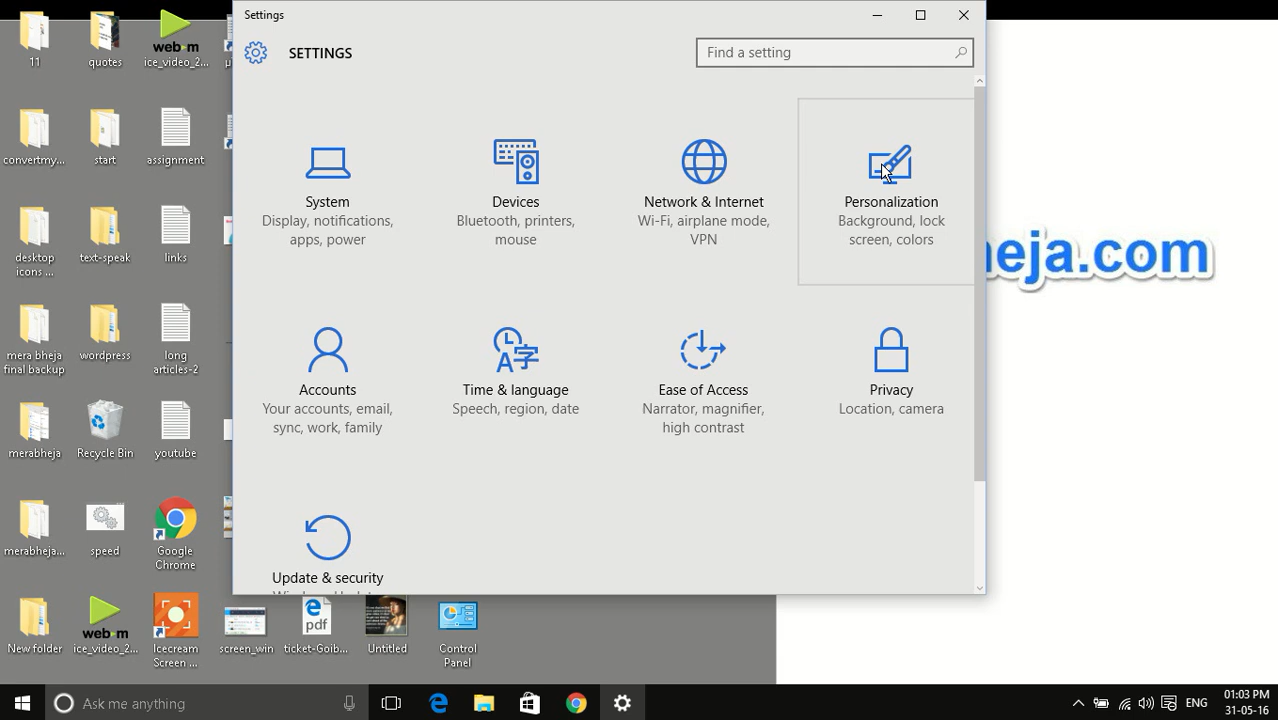 Settings
SETTINGS
Find a setting
System
Display, notifications,
apps, power
Devices
Bluetooth, printers,
mouse
Network & Internet
Wi-Fi, airplane mode,
VPN
Personalization
Background, lock
screen, colors
Accounts
Your accounts, email,
sync, work, family
Time & language
Speech, region, date
Ease of Access
Narrator, magnifier,
high contrast
Privacy
Location, camera
Update & security
11
quotes
web-m
ice_video_2...
convertmy...
start
assignment
desktop
icons ...
text-speak
links
mera bheja
final backup
wordpress
long
articles-2
merabheja
Recycle Bin
youtube
merabheja...
speed
Google
Chrome
New folder
web-m
ice_video_2...
Icecream
Screen ...
screen_win
pdf
ticket-Goib...
Untitled
Control
Panel
heja.com
Ask me anything
ENG
01:03 PM
31-05-16